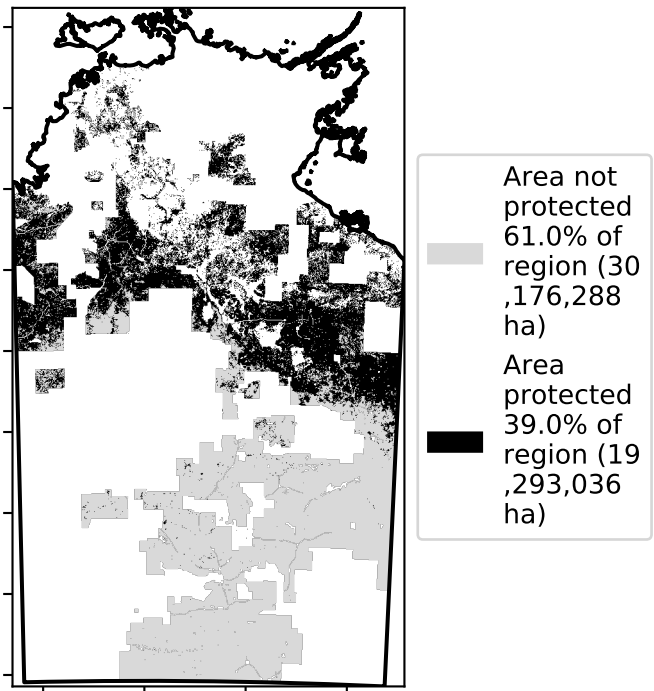 Area not
protected
61.0% of
region (30
,176,288
ha)
Area
protected
39.0% of
region (19
,293,036
ha)